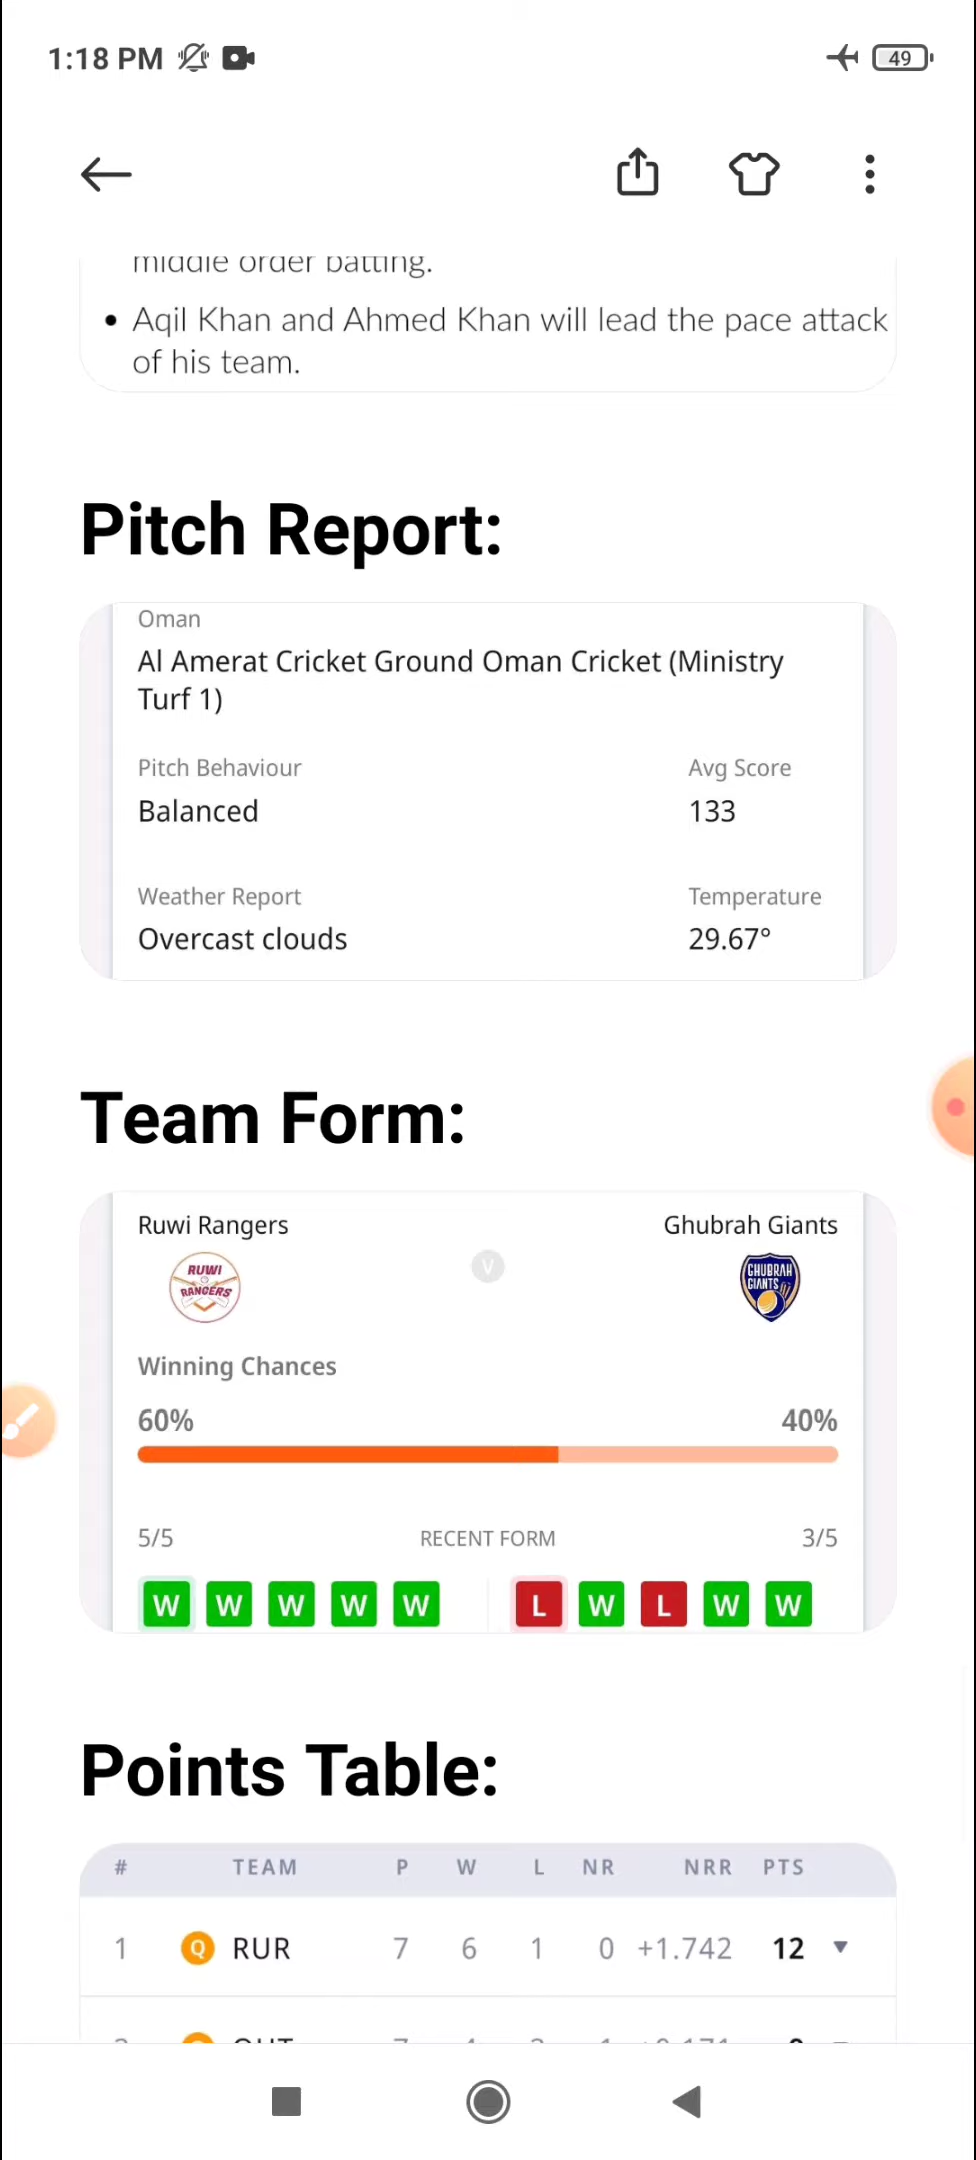 1:18 PM
49
middle order batting.
• Aqil Khan and Ahmed Khan will lead the pace attack
of his team.
Pitch Report:
Oman
Al Amerat Cricket Ground Oman Cricket (Ministry
Turf 1)
Pitch Behaviour Avg Score
Balanced 133
Weather Report Temperature
Overcast clouds 29.67°
Team Form:
Ruwi Rangers Ghubrah Giants
V
RUWI
RANGERS
GHUBRAH
GIANTS
Winning Chances
60% 40%
5/5 RECENT FORM 3/5
W W W W W L W L W W
Points Table:
# TEAM P W L NR NRR PTS
1 Q RUR 7 6 1 0 +1.742 12